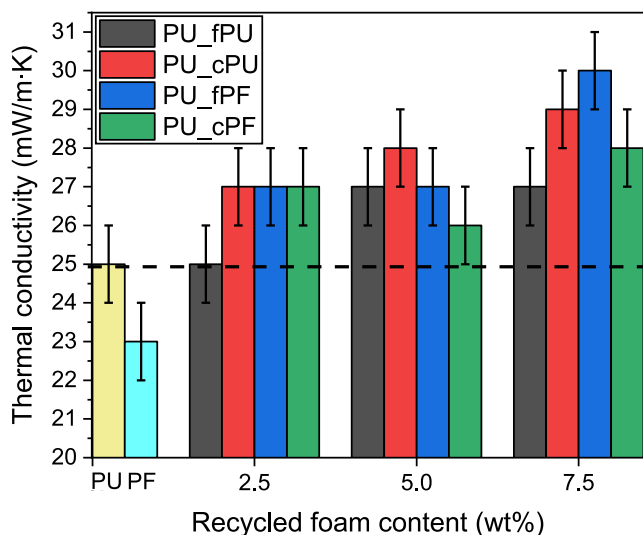 31
30
29
28
27
26
25
24
23
22
21
20
Thermal conductivity (mW/m·K)
PU_fPU
PU_cPU
PU_fPF
PU_cPF
PU PF 2.5 5.0 7.5
Recycled foam content (wt%)